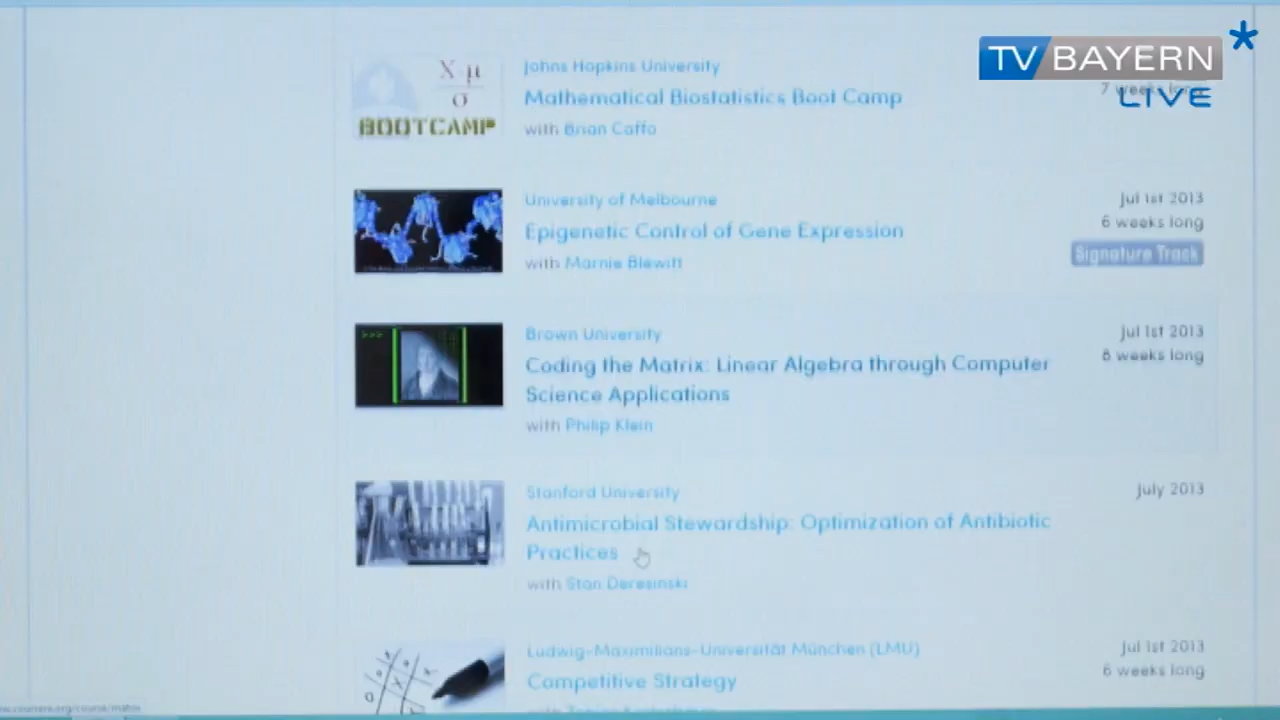 TV BAYERN
LIVE
X μ
σ
BOOTCAMP
Johns Hopkins University
Mathematical Biostatistics Boot Camp
with Brian Caffo
7 weeks long
University of Melbourne
Epigenetic Control of Gene Expression
with Marnie Blewitt
Jul 1st 2013
6 weeks long
Signature Track
>>>
Brown University
Coding the Matrix: Linear Algebra through Computer
Science Applications
with Philip Klein
Jul 1st 2013
8 weeks long
Stanford University
Antimicrobial Stewardship: Optimization of Antibiotic
Practices
with Stan Deresinski
July 2013
Ludwig-Maximilians-Universität München (LMU)
Competitive Strategy
Jul 1st 2013
6 weeks long